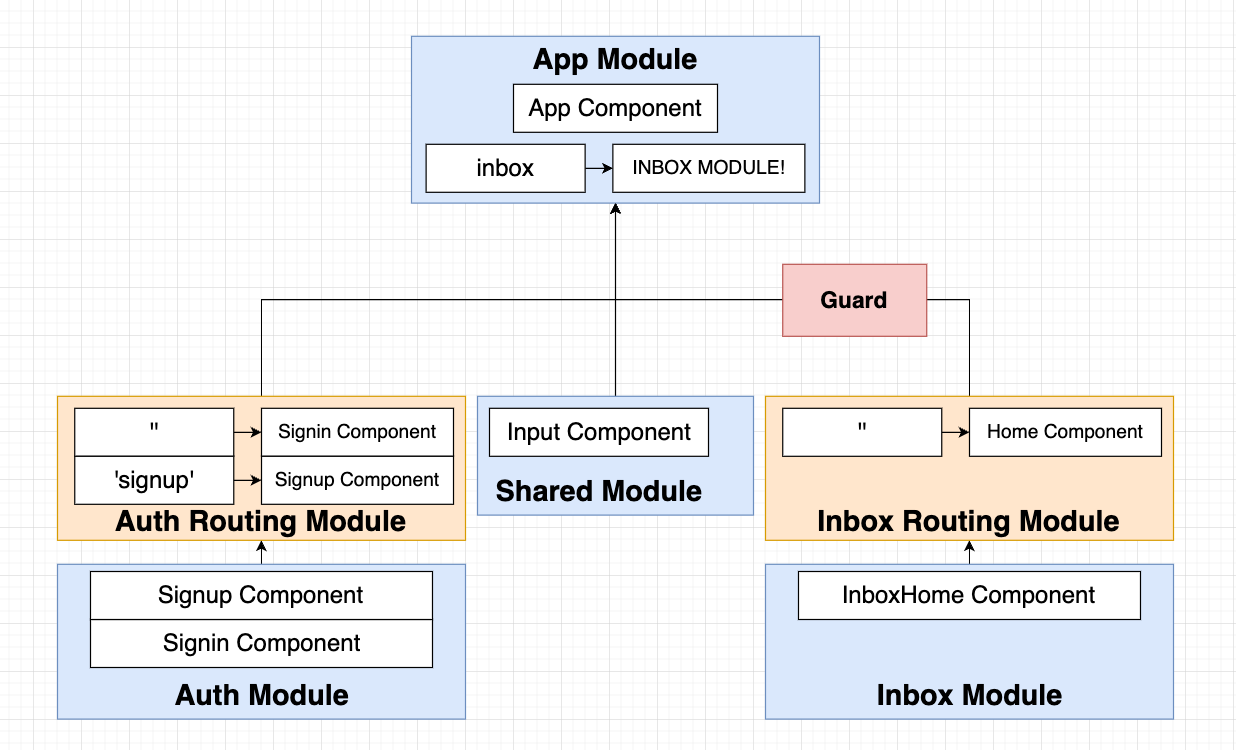 App Module
App Component
inbox
INBOX MODULE!
Guard
''
Signin Component
'signup'
Signup Component
Auth Routing Module
Input Component
Shared Module
''
Home Component
Inbox Routing Module
Signup Component
Signin Component
Auth Module
InboxHome Component
Inbox Module